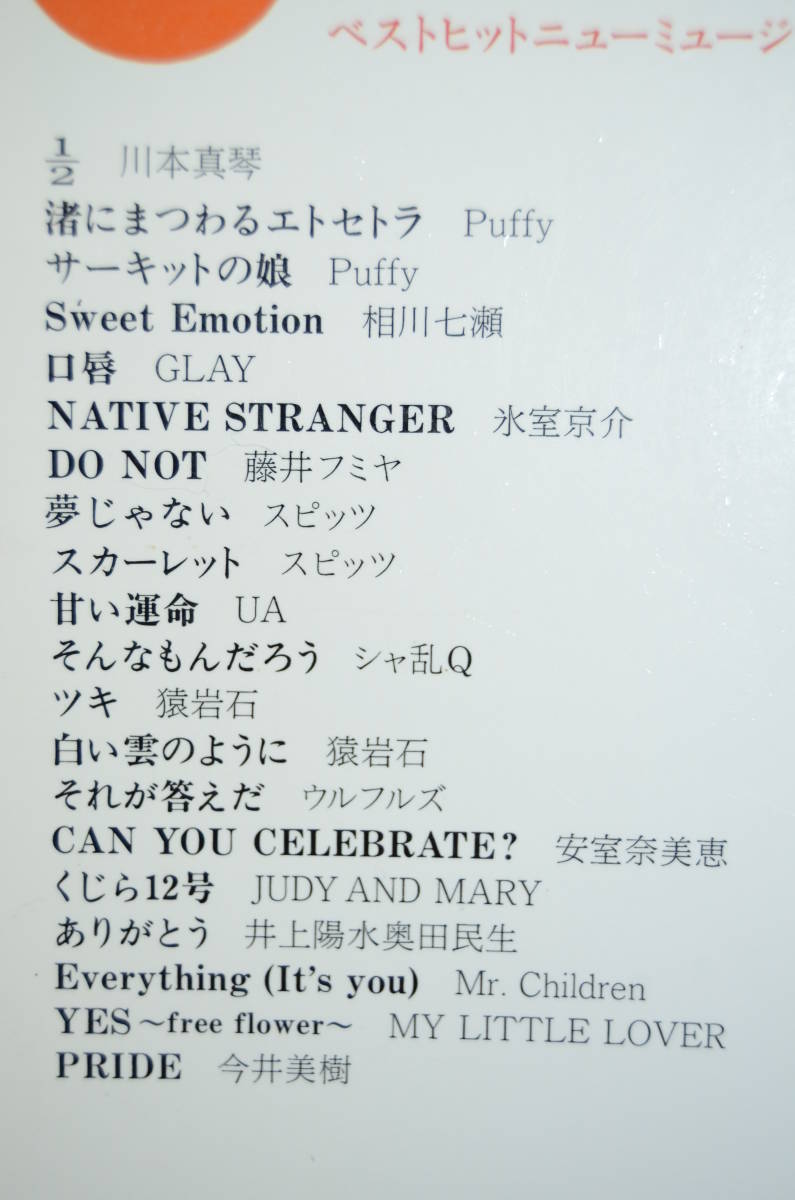 ベストヒットニューミュージ
1/2 川本真琴
渚にまつわるエトセトラ Puffy
サーキットの娘 Puffy
Sweet Emotion 相川七瀬
口唇 GLAY
NATIVE STRANGER 氷室京介
DO NOT 藤井フミヤ
夢じゃない スピッツ
スカーレット スピッツ
甘い運命 UA
そんなもんだろう シャ乱Q
ツキ 猿岩石
白い雲のように 猿岩石
それが答えだ ウルフルズ
CAN YOU CELEBRATE? 安室奈美恵
くじら12号 JUDY AND MARY
ありがとう 井上陽水奥田民生
Everything (It's you) Mr. Children
YES～free flower～ MY LITTLE LOVER
PRIDE 今井美樹